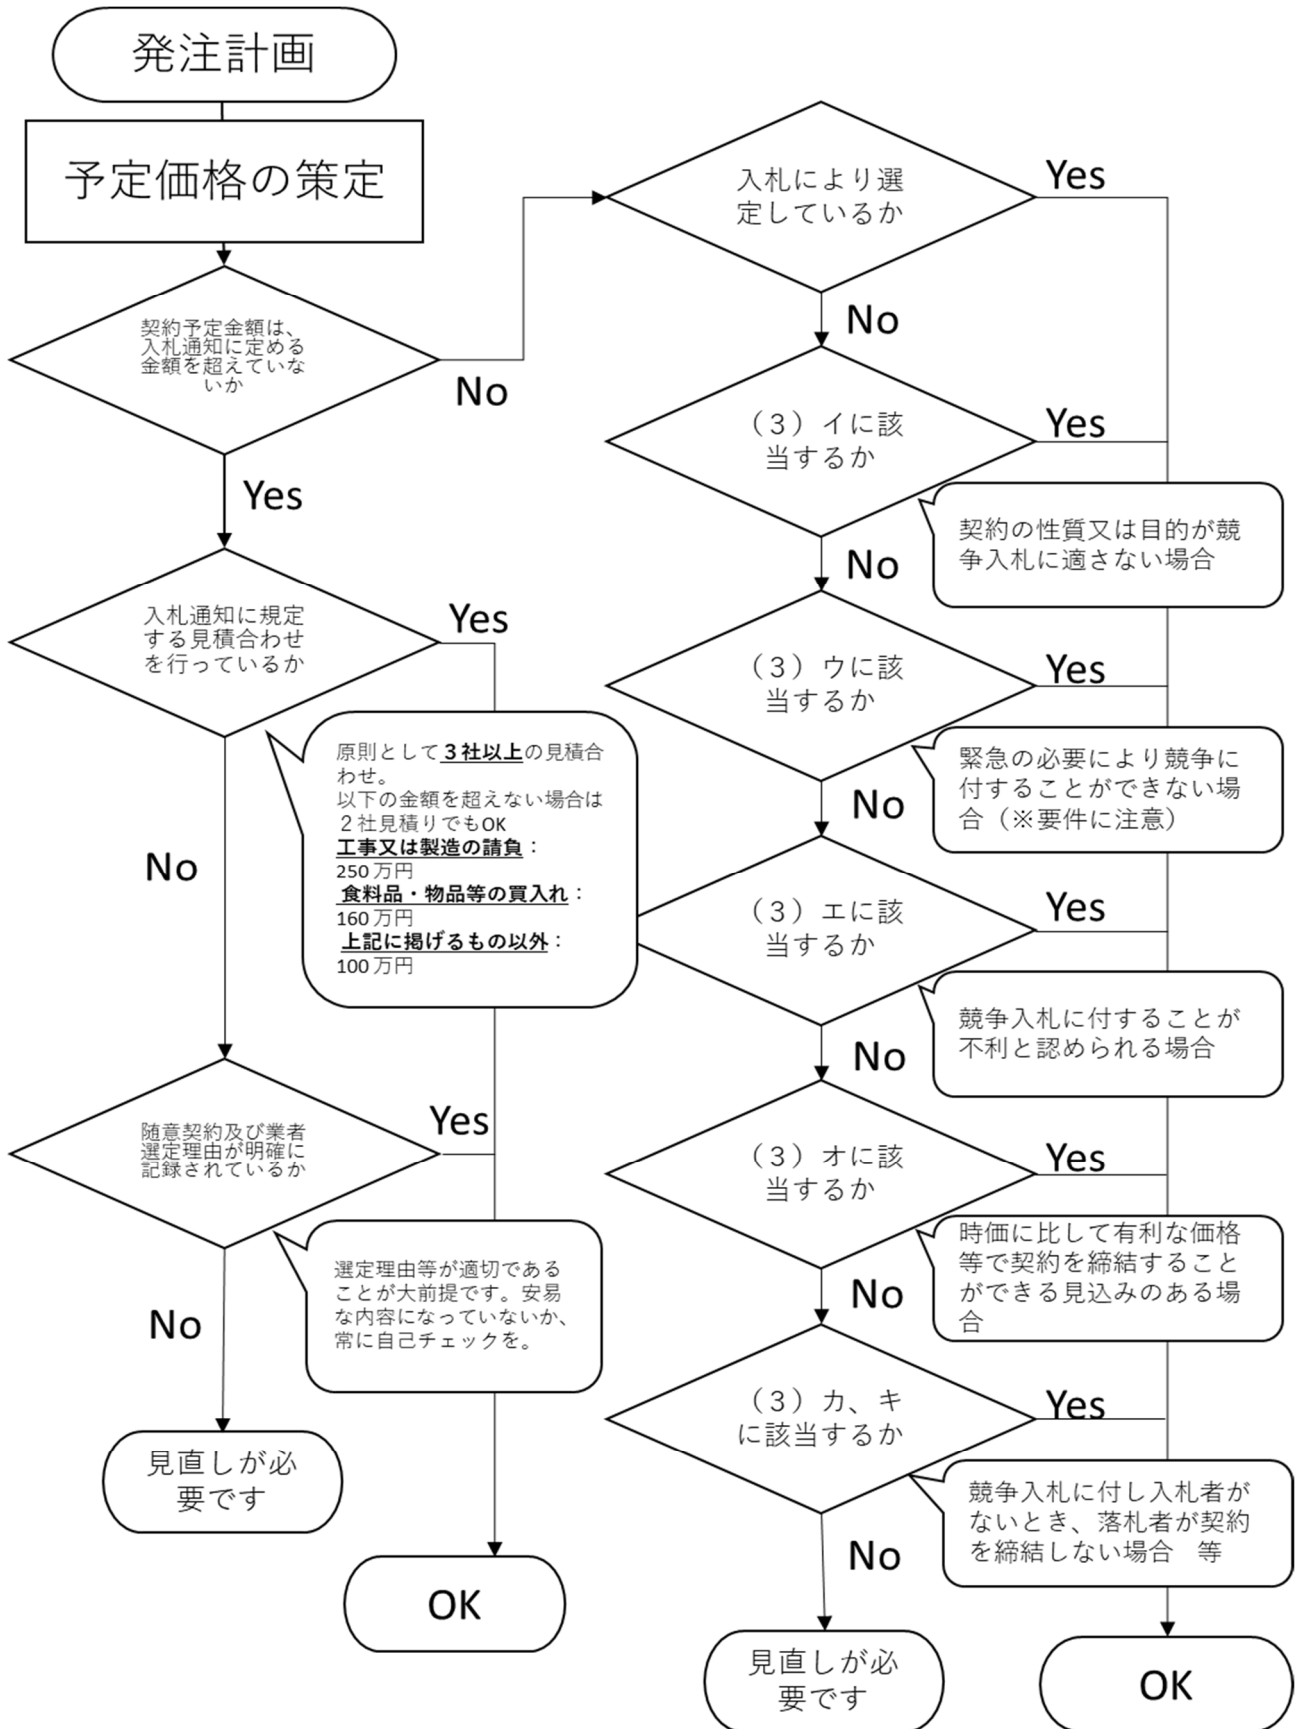 発注計画
予定価格の策定
契約予定金額は、
入札通知に定める
金額を超えていな
いか
No
Yes
入札通知に規定
する見積合わせ
を行っているか
Yes
原則として３社以上の見積合
わせ。
以下の金額を超えない場合は
２社見積りでもOK
工事又は製造の請負：
250万円
食料品・物品等の買入れ：
160万円
上記に掲げるもの以外：
100万円
No
随意契約及び業者
選定理由が明確に
記録されているか
Yes
選定理由等が適切である
ことが大前提です。安易
な内容になっていないか、
常に自己チェックを。
No
見直しが必
要です
OK
入札により選
定しているか
Yes
No
（３）イに該
当するか
Yes
契約の性質又は目的が競
争入札に適さない場合
No
（３）ウに該
当するか
Yes
緊急の必要により競争に
付することができない場
合（※要件に注意）
No
（３）エに該
当するか
Yes
競争入札に付することが
不利と認められる場合
No
（３）オに該
当するか
Yes
時価に比して有利な価格
等で契約を締結すること
ができる見込みのある場
合
No
（３）カ、キ
に該当するか
Yes
競争入札に付し入札者が
ないとき、落札者が契約
を締結しない場合　等
No
見直しが必
要です
OK